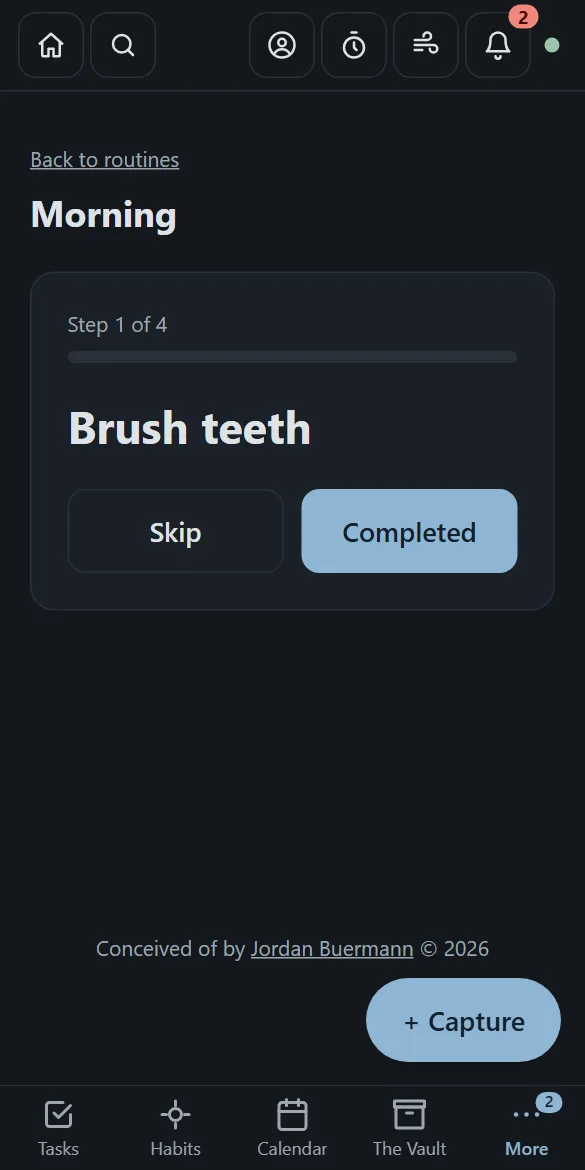 2
Back to routines
Morning
Step 1 of 4
Brush teeth
Skip
Completed
Conceived of by Jordan Buermann © 2026
+ Capture
2
Tasks
Habits
Calendar
The Vault
More